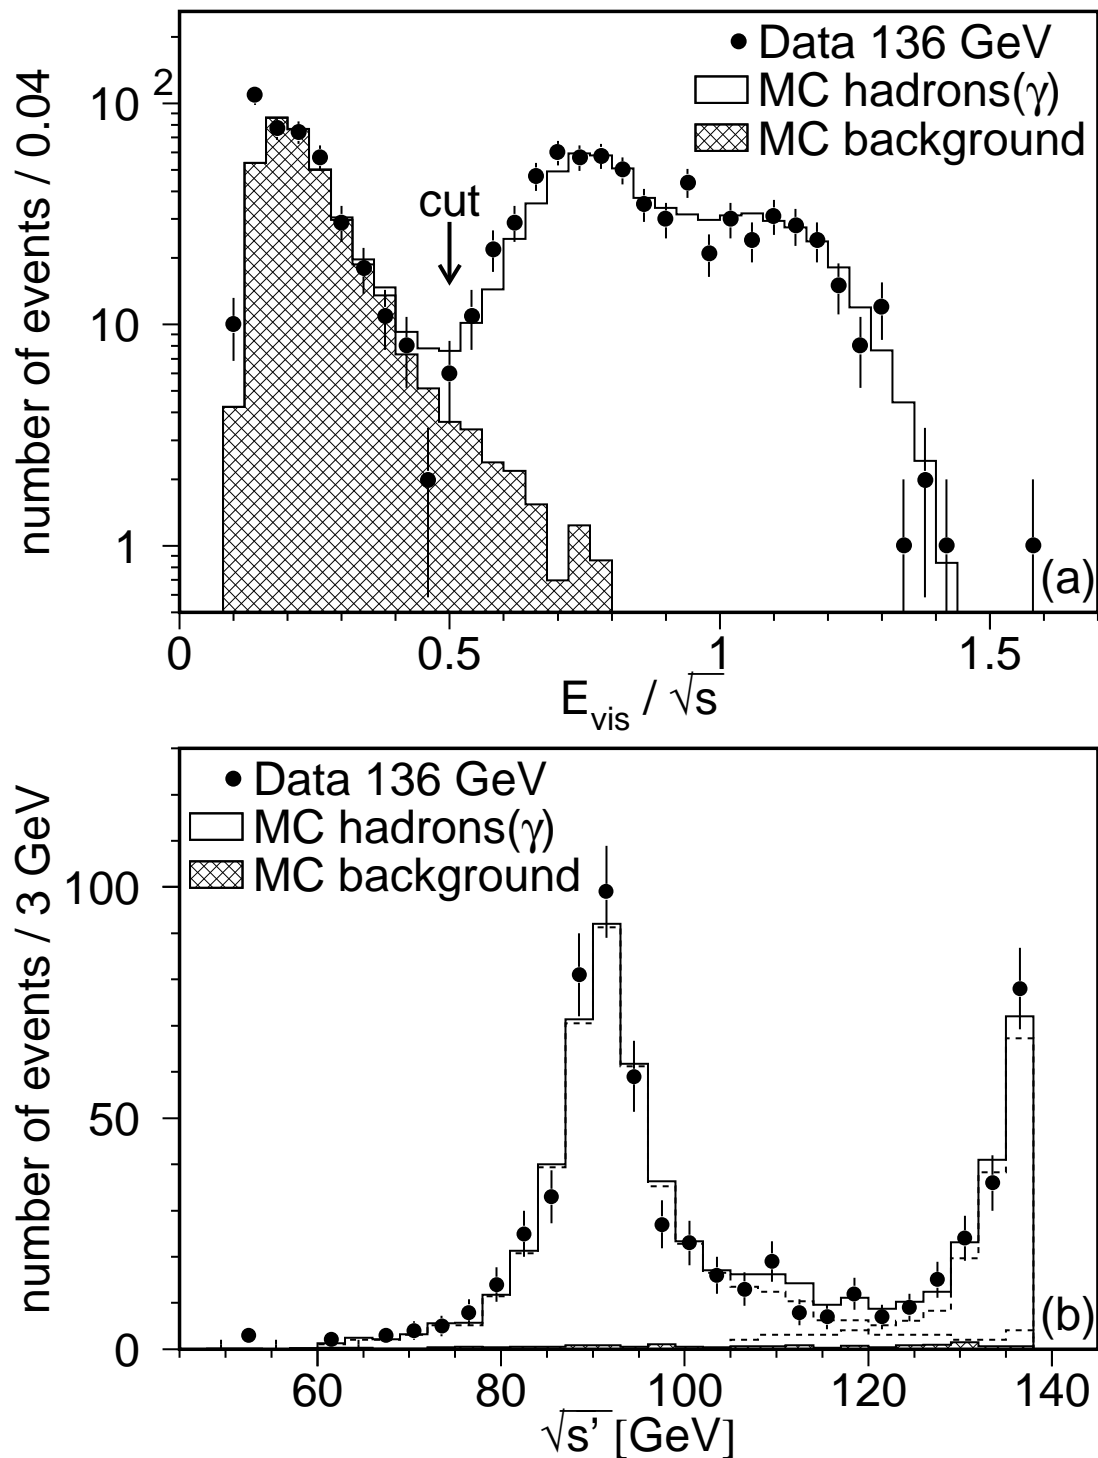 Data 136 GeV
MC hadrons(γ)
MC background
number of events / 0.04
10²
10
1
cut
(a)
0 0.5 1 1.5
E_vis / √s
Data 136 GeV
MC hadrons(γ)
MC background
number of events / 3 GeV
100
50
0
(b)
60 80 100 120 140
√s’ [GeV]